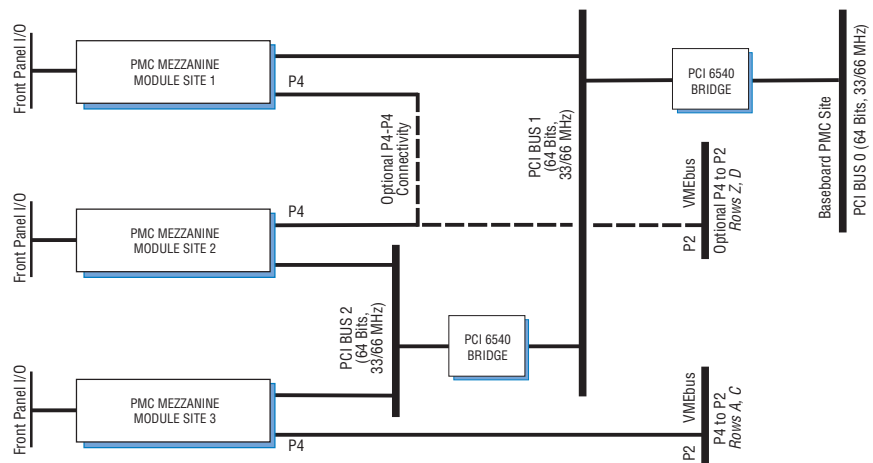 Front Panel I/O
PMC MEZZANINE
MODULE SITE 1
P4
Optional P4-P4
Connectivity
PCI BUS 1
(64 Bits,
33/66 MHz)
PCI 6540
BRIDGE
Baseboard PMC Site
PCI BUS 0 (64 Bits, 33/66 MHz)
Front Panel I/O
PMC MEZZANINE
MODULE SITE 2
P4
P2 VMEbus
Optional P4 to P2
Rows Z, D
PCI BUS 2
(64 Bits,
33/66 MHz)
PCI 6540
BRIDGE
Front Panel I/O
PMC MEZZANINE
MODULE SITE 3
P4
P2 VMEbus
P4 to P2
Rows A, C